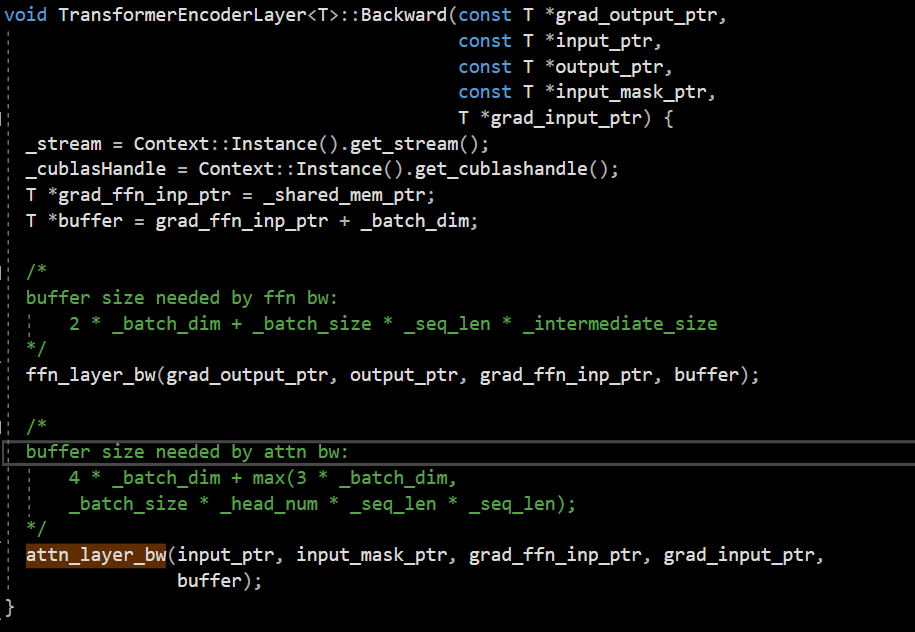 void TransformerEncoderLayer<T>::Backward(const T *grad_output_ptr,
const T *input_ptr,
const T *output_ptr,
const T *input_mask_ptr,
T *grad_input_ptr) {
_stream = Context::Instance().get_stream();
_cublasHandle = Context::Instance().get_cublashandle();
T *grad_ffn_inp_ptr = _shared_mem_ptr;
T *buffer = grad_ffn_inp_ptr + _batch_dim;
/*
buffer size needed by ffn bw:
2 * _batch_dim + _batch_size * _seq_len * _intermediate_size
*/
ffn_layer_bw(grad_output_ptr, output_ptr, grad_ffn_inp_ptr, buffer);
/*
buffer size needed by attn bw:
4 * _batch_dim + max(3 * _batch_dim,
_batch_size * _head_num * _seq_len * _seq_len);
*/
attn_layer_bw(input_ptr, input_mask_ptr, grad_ffn_inp_ptr, grad_input_ptr,
buffer);
}